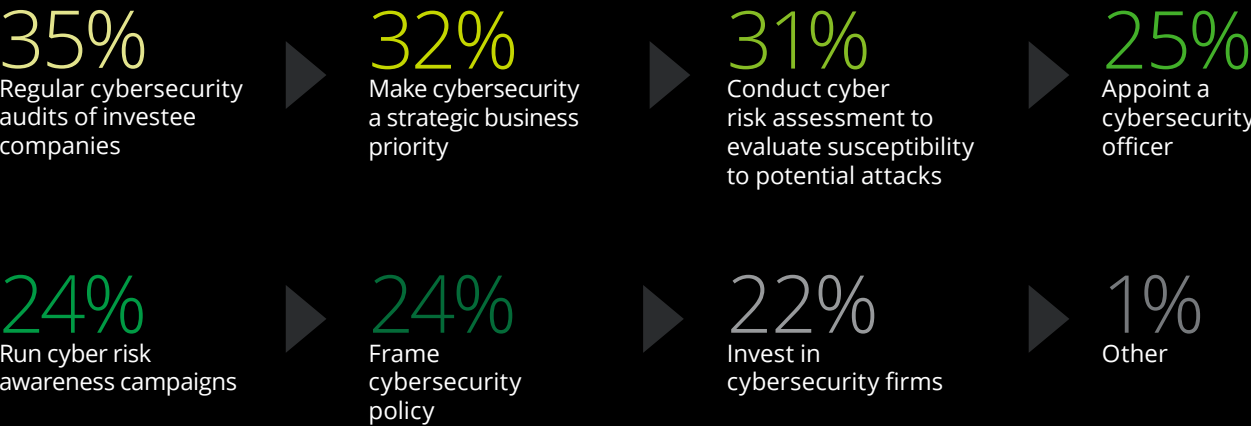 35%
Regular cybersecurity
audits of investee
companies
32%
Make cybersecurity
a strategic business
priority
31%
Conduct cyber
risk assessment to
evaluate susceptibility
to potential attacks
25%
Appoint a
cybersecurity
officer
24%
Run cyber risk
awareness campaigns
24%
Frame
cybersecurity
policy
22%
Invest in
cybersecurity firms
1%
Other